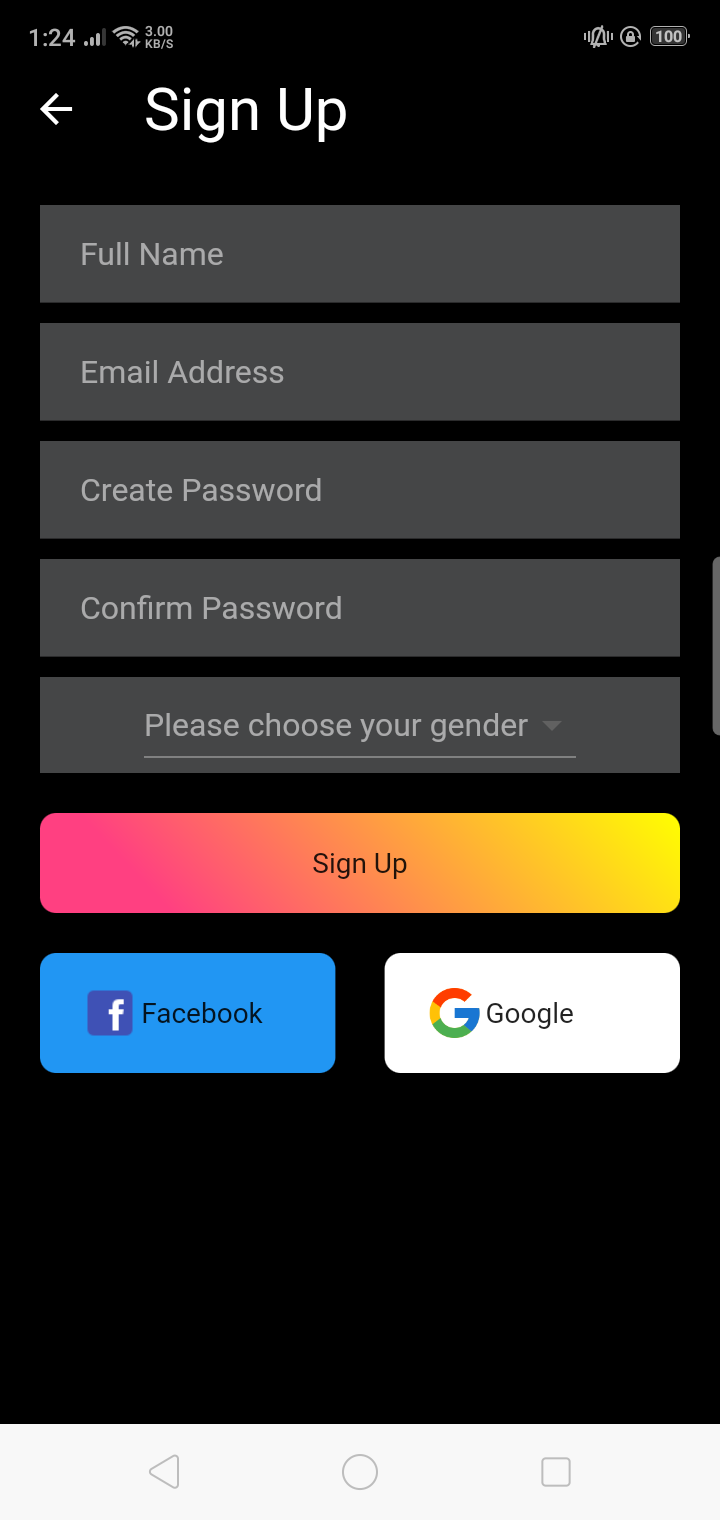 1:24 3.00 KB/S 100
Sign Up
Full Name
Email Address
Create Password
Confirm Password
Please choose your gender
Sign Up
f Facebook G Google